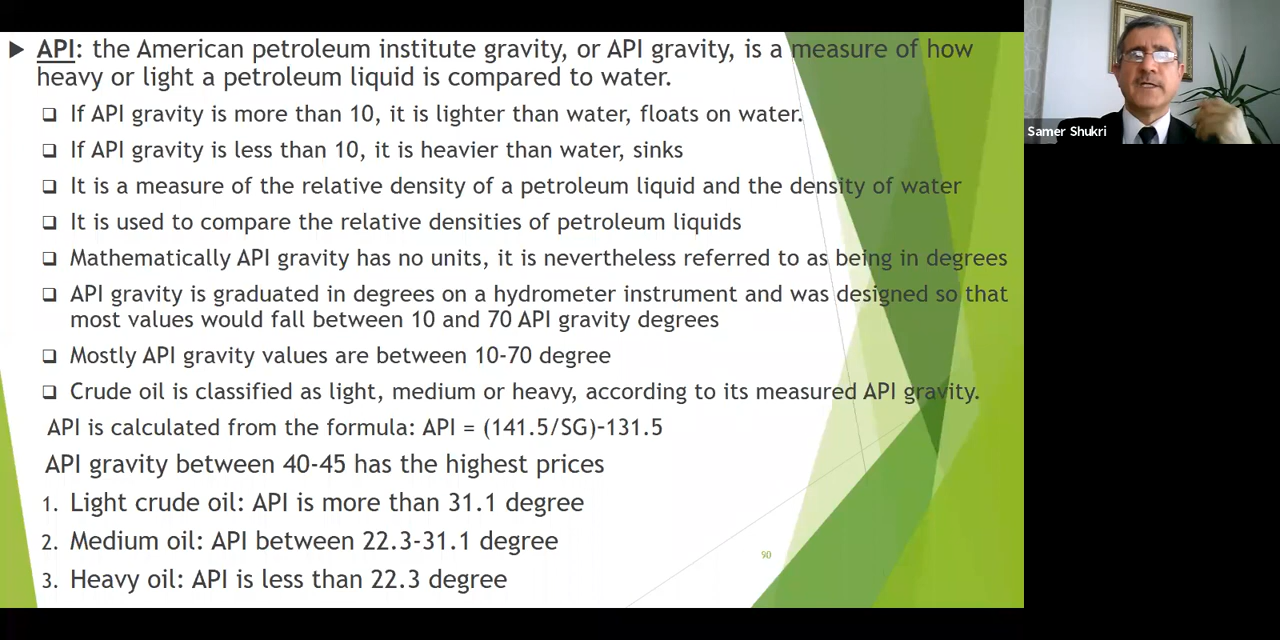 API: the American petroleum institute gravity, or API gravity, is a measure of how
heavy or light a petroleum liquid is compared to water.
If API gravity is more than 10, it is lighter than water, floats on water.
If API gravity is less than 10, it is heavier than water, sinks
It is a measure of the relative density of a petroleum liquid and the density of water
It is used to compare the relative densities of petroleum liquids
Mathematically API gravity has no units, it is nevertheless referred to as being in degrees
API gravity is graduated in degrees on a hydrometer instrument and was designed so that
most values would fall between 10 and 70 API gravity degrees
Mostly API gravity values are between 10-70 degree
Crude oil is classified as light, medium or heavy, according to its measured API gravity.
API is calculated from the formula: API = (141.5/SG)-131.5
API gravity between 40-45 has the highest prices
1. Light crude oil: API is more than 31.1 degree
2. Medium oil: API between 22.3-31.1 degree
3. Heavy oil: API is less than 22.3 degree
90
Samer Shukri